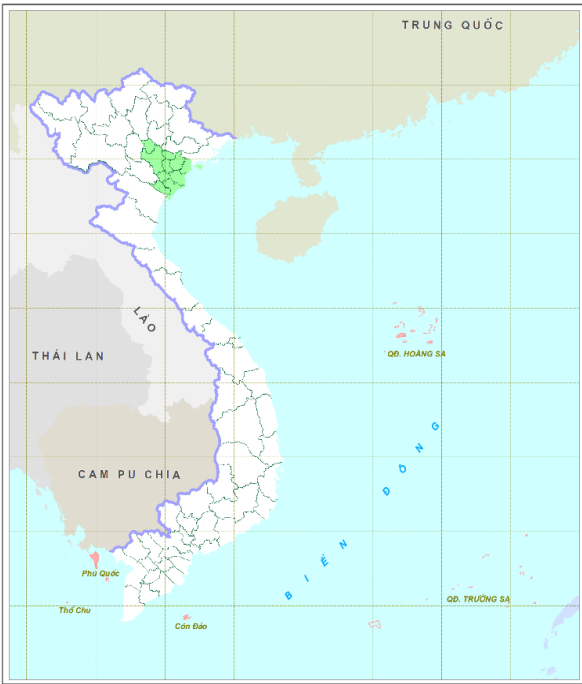 TRUNG QUỐC
LÀO
THÁI LAN
QĐ. HOÀNG SA
CAM PU CHIA
BIỂN ĐÔNG
Phú Quốc
Thổ Chu
Côn Đảo
QĐ. TRƯỜNG SA